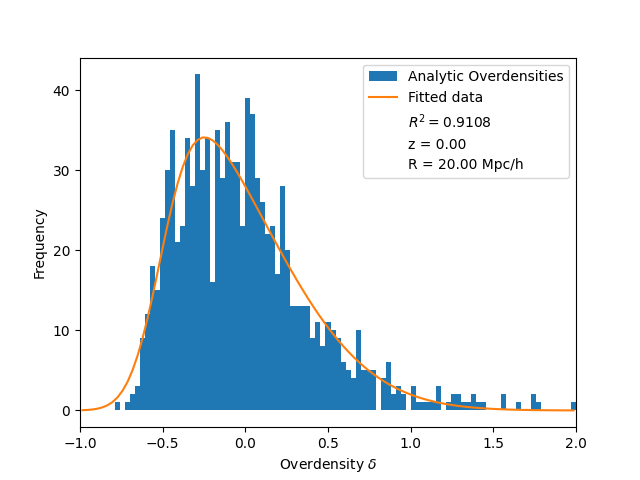 Analytic Overdensities
Fitted data
$R^2 = 0.9108$
z = 0.00
R = 20.00 Mpc/h
40
30
20
10
0
Frequency
−1.0 −0.5 0.0 0.5 1.0 1.5 2.0
Overdensity δ